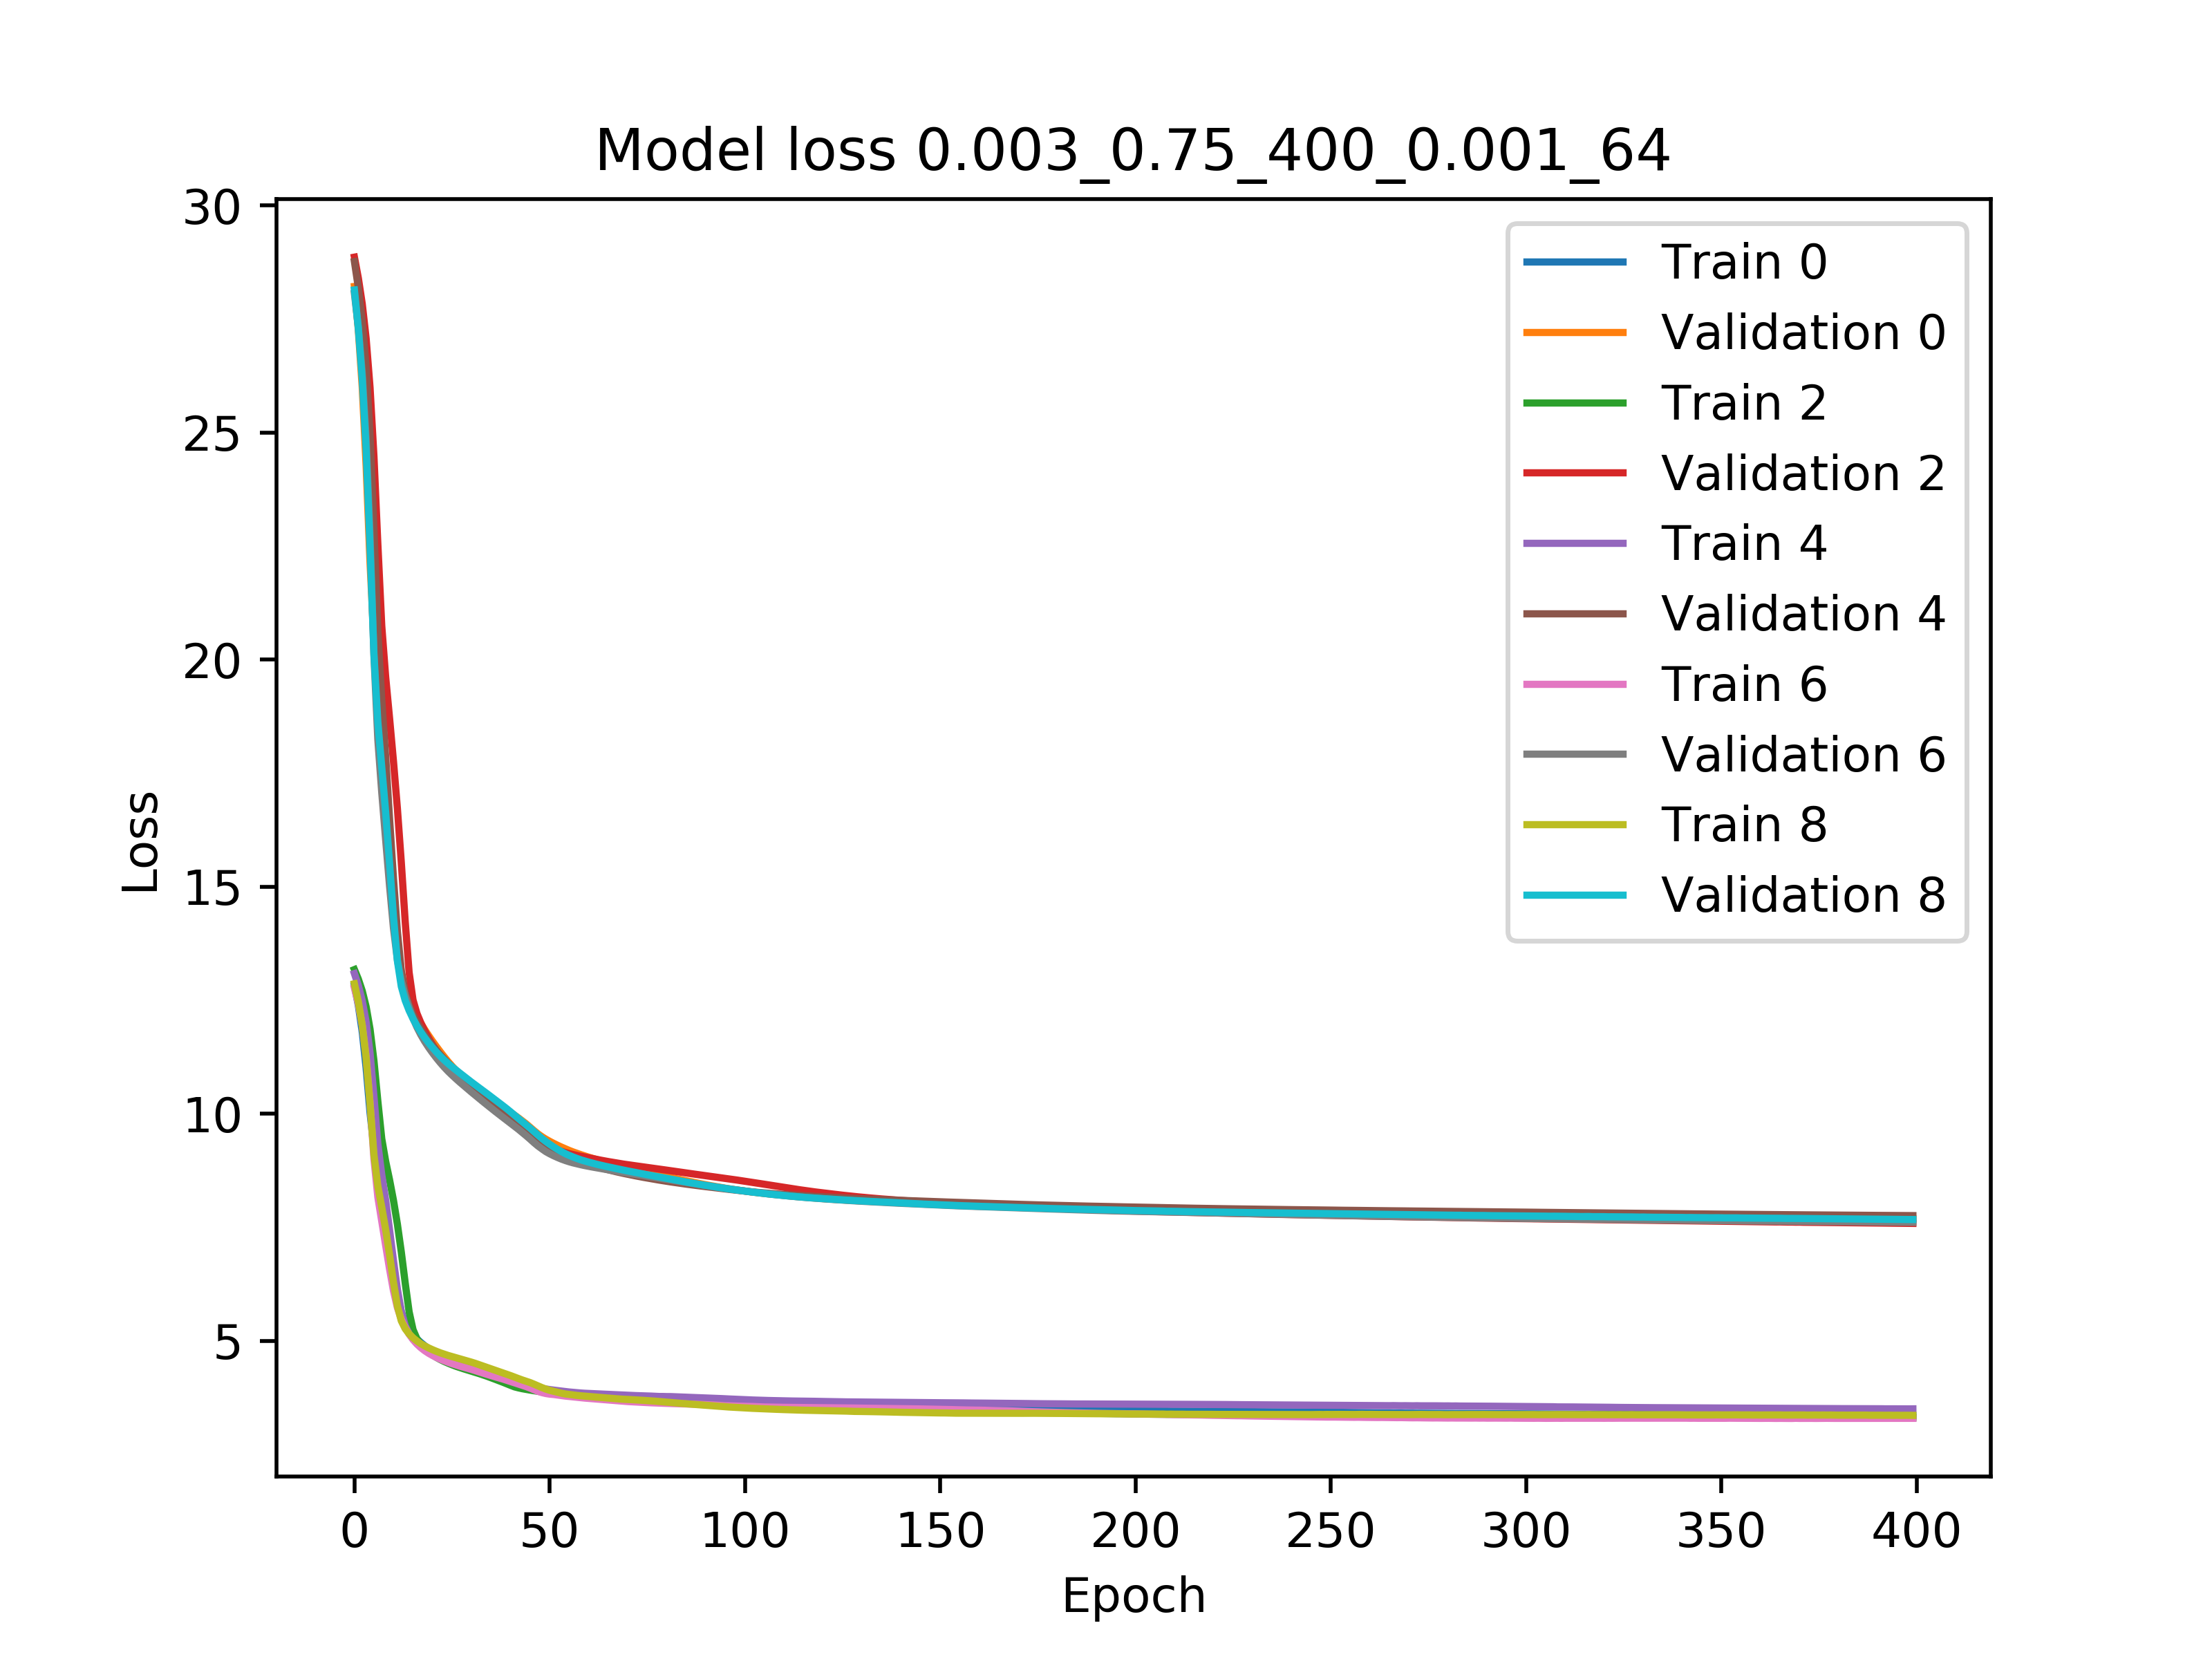 Model loss 0.003_0.75_400_0.001_64
30
25
20
15
10
5
Loss
Train 0
Validation 0
Train 2
Validation 2
Train 4
Validation 4
Train 6
Validation 6
Train 8
Validation 8
0 50 100 150 200 250 300 350 400
Epoch